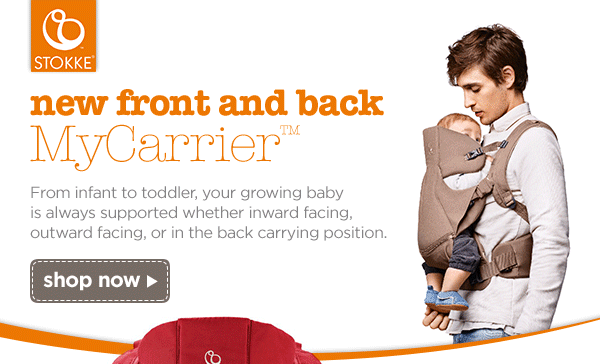 STOKKE®
new front and back
MyCarrier™
From infant to toddler, your growing baby
is always supported whether inward facing,
outward facing, or in the back carrying position.
shop now